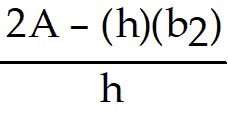 2A – (h)(b₂)
h